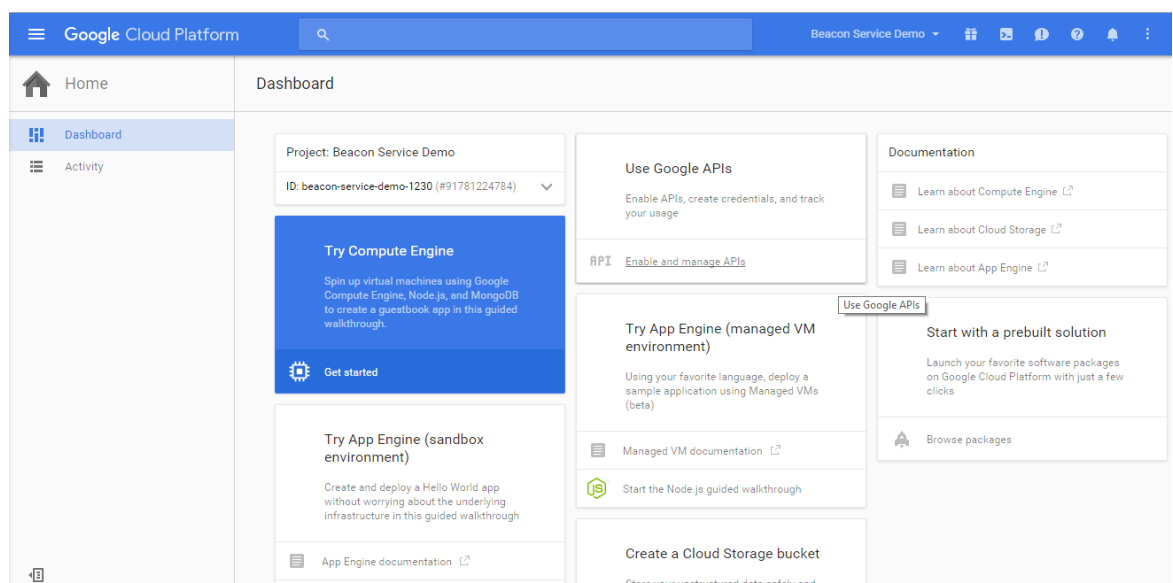 Google Cloud Platform
Beacon Service Demo
Home
Dashboard
Dashboard
Activity
Project: Beacon Service Demo
ID: beacon-service-demo-1230 (#91781224784)
Try Compute Engine
Spin up virtual machines using Google
Compute Engine, Node.js, and MongoDB
to create a guestbook app in this guided
walkthrough.
Get started
Try App Engine (sandbox
environment)
Create and deploy a Hello World app
without worrying about the underlying
infrastructure in this guided walkthrough
App Engine documentation
Use Google APIs
Enable APIs, create credentials, and track
your usage
API
Enable and manage APIs
Use Google APIs
Try App Engine (managed VM
environment)
Using your favorite language, deploy a
sample application using Managed VMs
(beta)
Managed VM documentation
JS
Start the Node.js guided walkthrough
Create a Cloud Storage bucket
Documentation
Learn about Compute Engine
Learn about Cloud Storage
Learn about App Engine
Start with a prebuilt solution
Launch your favorite software packages
on Google Cloud Platform with just a few
clicks
Browse packages